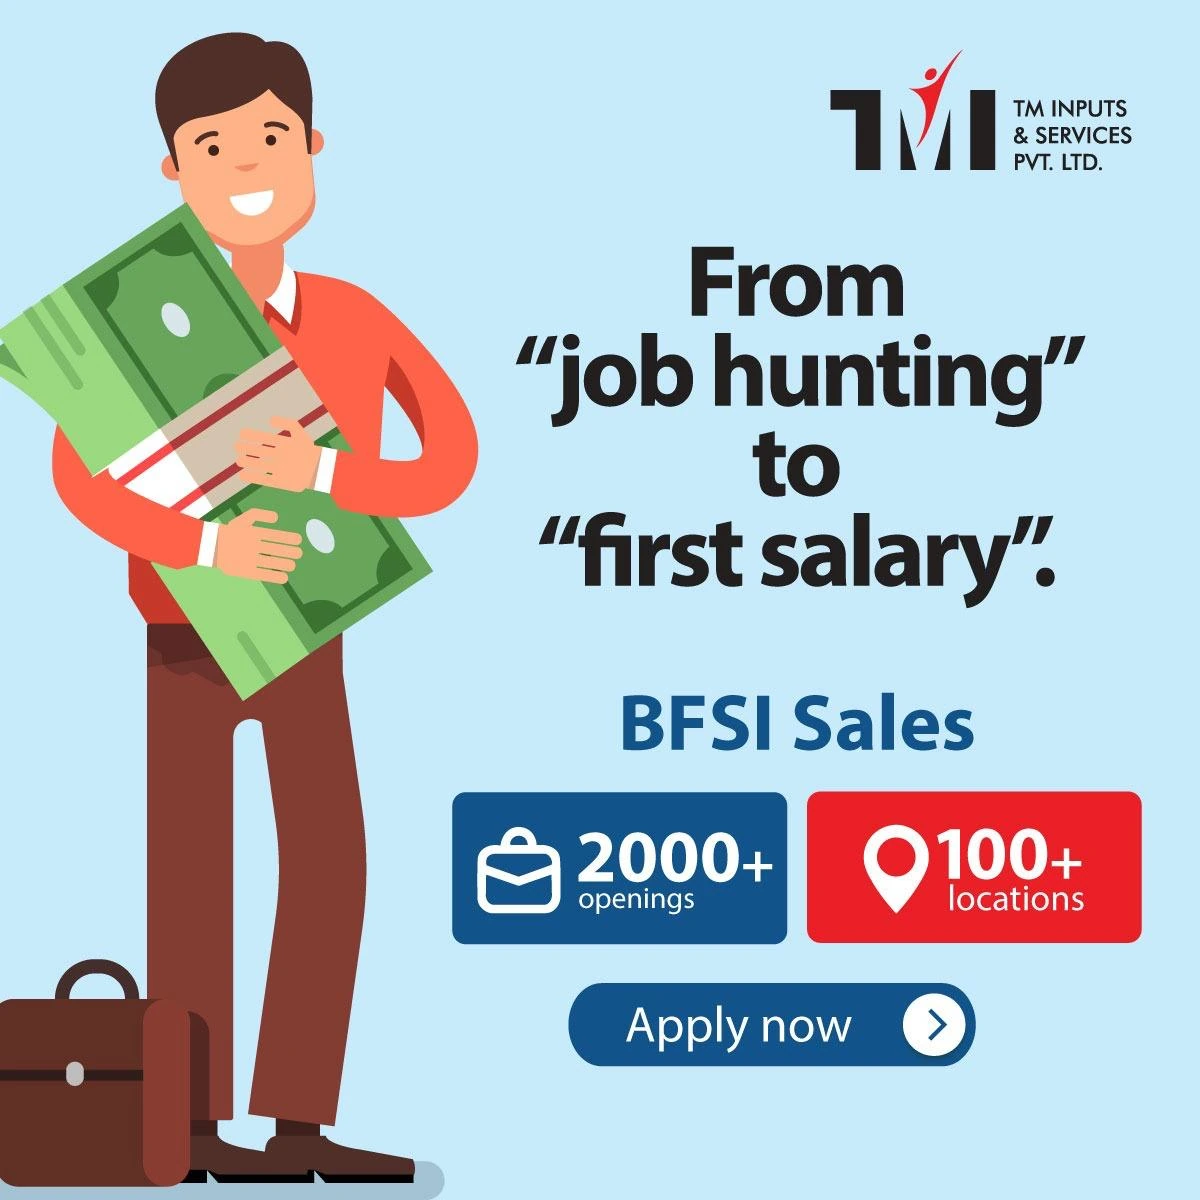 TMI
TM INPUTS
& SERVICES
PVT. LTD.
From
“job hunting”
to
“first salary”.
BFSI Sales
2000+
openings
100+
locations
Apply now